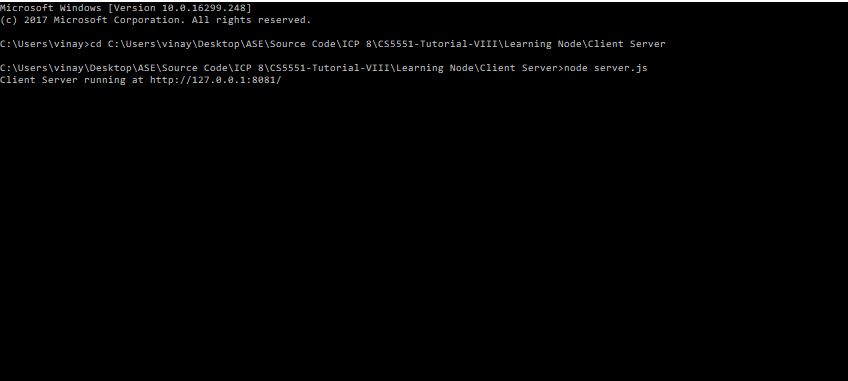 Microsoft Windows [Version 10.0.16299.248]
(c) 2017 Microsoft Corporation. All rights reserved.
C:\Users\vinay>cd C:\Users\vinay\Desktop\ASE\Source Code\ICP 8\CS5551-Tutorial-VIII\Learning Node\Client Server
C:\Users\vinay\Desktop\ASE\Source Code\ICP 8\CS5551-Tutorial-VIII\Learning Node\Client Server>node server.js
Client Server running at http://127.0.0.1:8081/